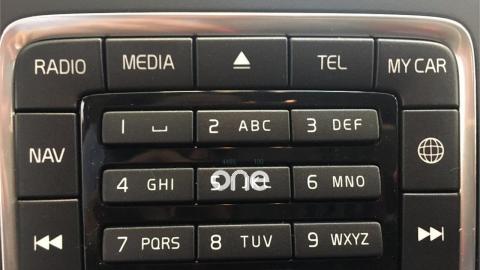 RADIO MEDIA TEL MY CAR
1 2 ABC 3 DEF
NAV
4 GHI 5 one 6 MNO
7 PQRS 8 TUV 9 WXYZ